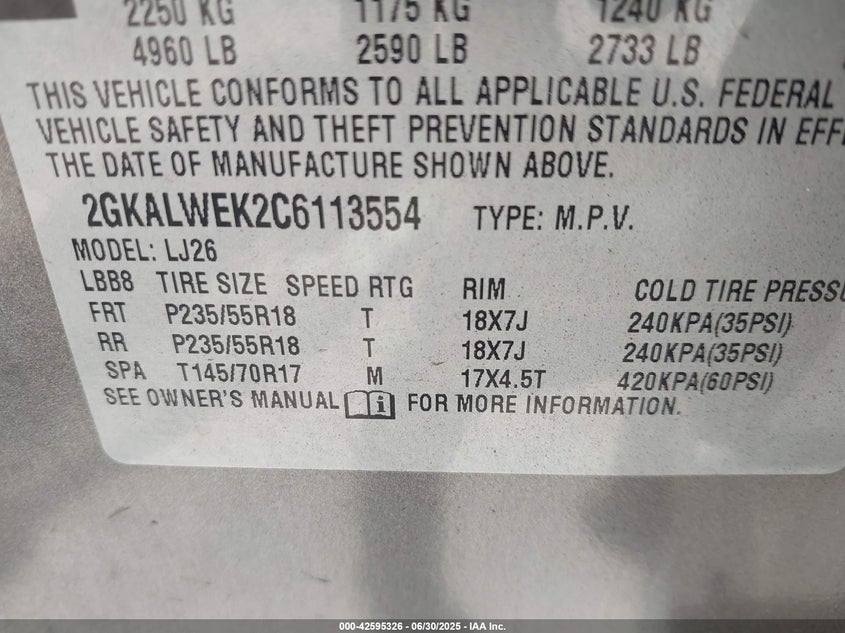 2250 KG 1175 KG 1240 KG
4960 LB 2590 LB 2733 LB
THIS VEHICLE CONFORMS TO ALL APPLICABLE U.S. FEDERAL
VEHICLE SAFETY AND THEFT PREVENTION STANDARDS IN EFF
THE DATE OF MANUFACTURE SHOWN ABOVE.
2GKALWEK2C6113554 TYPE: M.P.V.
MODEL: LJ26
LBB8 TIRE SIZE SPEED RTG RIM COLD TIRE PRESSU
FRT P235/55R18 T 18X7J 240KPA(35PSI)
RR P235/55R18 T 18X7J 240KPA(35PSI)
SPA T145/70R17 M 17X4.5T 420KPA(60PSI)
SEE OWNER'S MANUAL i FOR MORE INFORMATION.
000-42595326 - 06/30/2025 - IAA Inc.